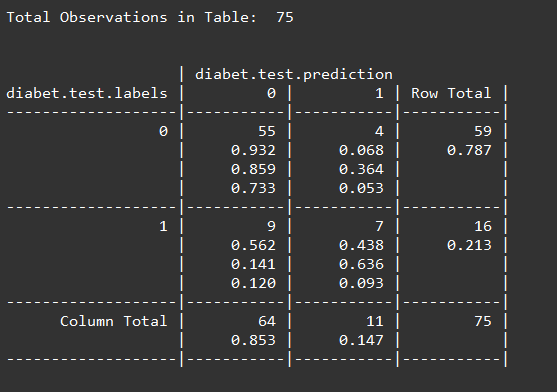 Total Observations in Table:  75
                   | diabet.test.prediction
diabet.test.labels |         0 |         1 | Row Total |
-------------------|-----------|-----------|-----------|
                 0 |        55 |         4 |        59 |
                   |     0.932 |     0.068 |     0.787 |
                   |     0.859 |     0.364 |           |
                   |     0.733 |     0.053 |           |
-------------------|-----------|-----------|-----------|
                 1 |         9 |         7 |        16 |
                   |     0.562 |     0.438 |     0.213 |
                   |     0.141 |     0.636 |           |
                   |     0.120 |     0.093 |           |
-------------------|-----------|-----------|-----------|
      Column Total |        64 |        11 |        75 |
                   |     0.853 |     0.147 |           |
-------------------|-----------|-----------|-----------|